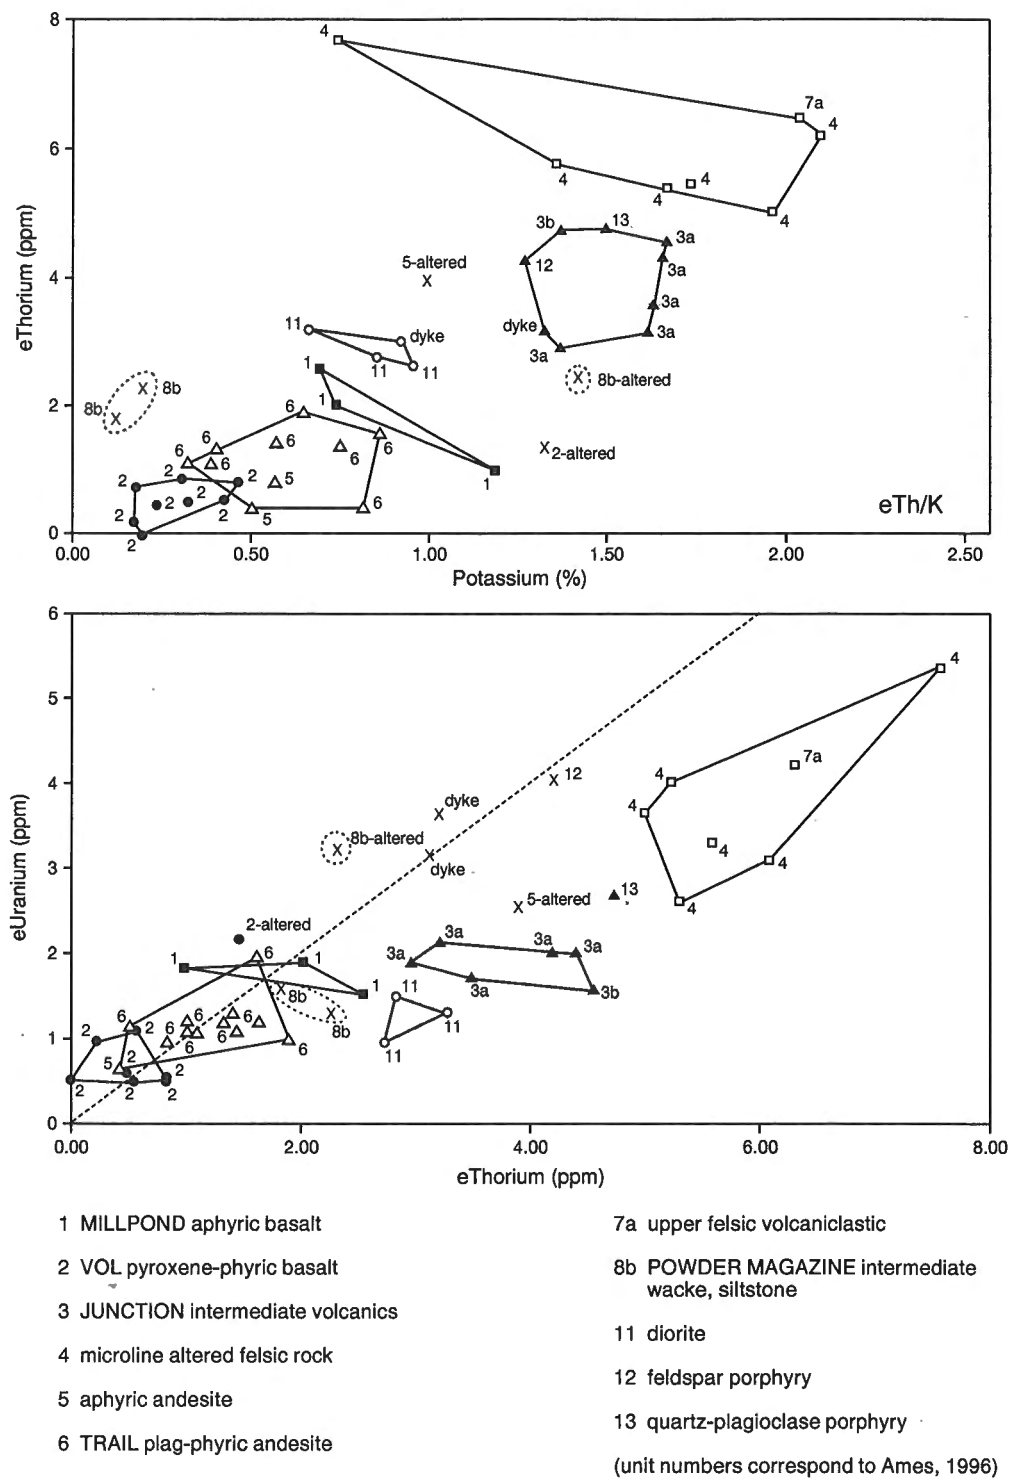 8
4
7a
4
6
4
4
4
4
3b
13
3a
5-altered
12
3a
4
3a
11
dyke
dyke
3a
3a
11
11
1
8b
8b-altered
8b
2
1
6
6
6
6
2-altered
6
6
6
2
2
5
1
2
2
2
2
6
5
eTh/K
2
0
0.00
0.50
1.00
1.50
2.00
2.50
Potassium (%)
eThorium (ppm)
6
4
5
7a
12
4
4
dyke
4
8b-altered
4
4
3
dyke
5-altered
13
4
2-altered
3a
3a
3a
2
1
6
1
3a
1
11
3a
3b
8b
6
6
6
8b
11
2
2
6
6
11
1
5
2
2
2
2
2
0
0.00
2.00
4.00
6.00
8.00
eThorium (ppm)
eUranium (ppm)
1 MILLPOND aphyric basalt
2 VOL pyroxene-phyric basalt
3 JUNCTION intermediate volcanics
4 microline altered felsic rock
5 aphyric andesite
6 TRAIL plag-phyric andesite
7a upper felsic volcaniclastic
8b POWDER MAGAZINE intermediate
wacke, siltstone
11 diorite
12 feldspar porphyry
13 quartz-plagioclase porphyry
(unit numbers correspond to Ames, 1996)